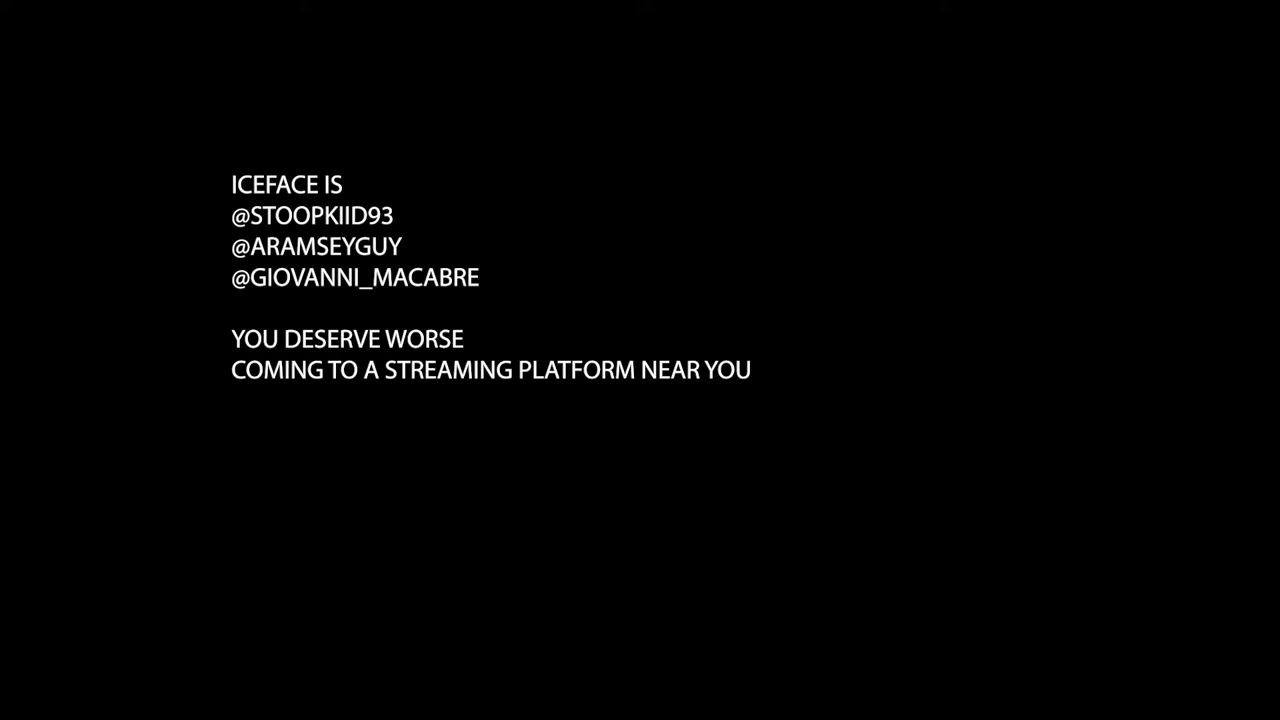 ICEFACE IS
@STOOPKIID93
@ARAMSEYGUY
@GIOVANNI_MACABRE
YOU DESERVE WORSE
COMING TO A STREAMING PLATFORM NEAR YOU